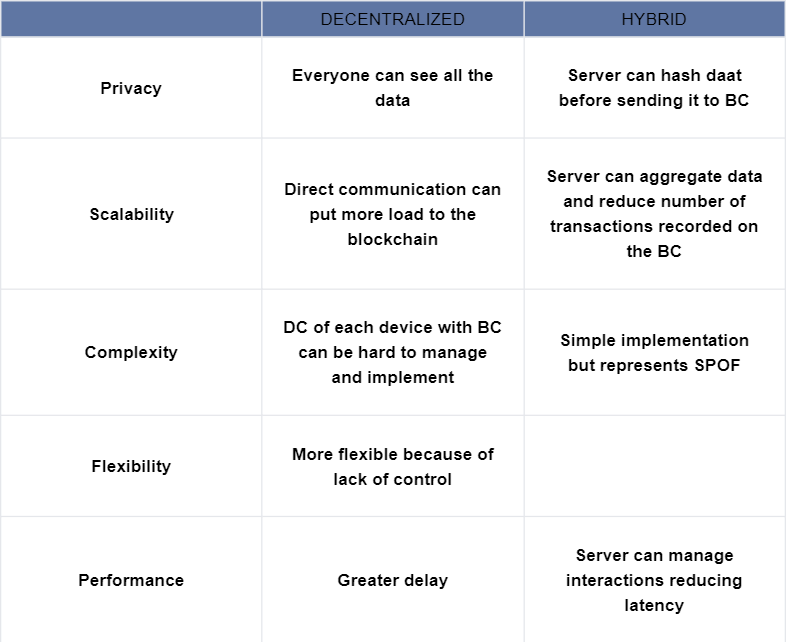 DECENTRALIZED
HYBRID
Privacy
Everyone can see all the
data
Server can hash daat
before sending it to BC
Scalability
Direct communication can
put more load to the
blockchain
Server can aggregate data
and reduce number of
transactions recorded on
the BC
Complexity
DC of each device with BC
can be hard to manage
and implement
Simple implementation
but represents SPOF
Flexibility
More flexible because of
lack of control
Performance
Greater delay
Server can manage
interactions reducing
latency